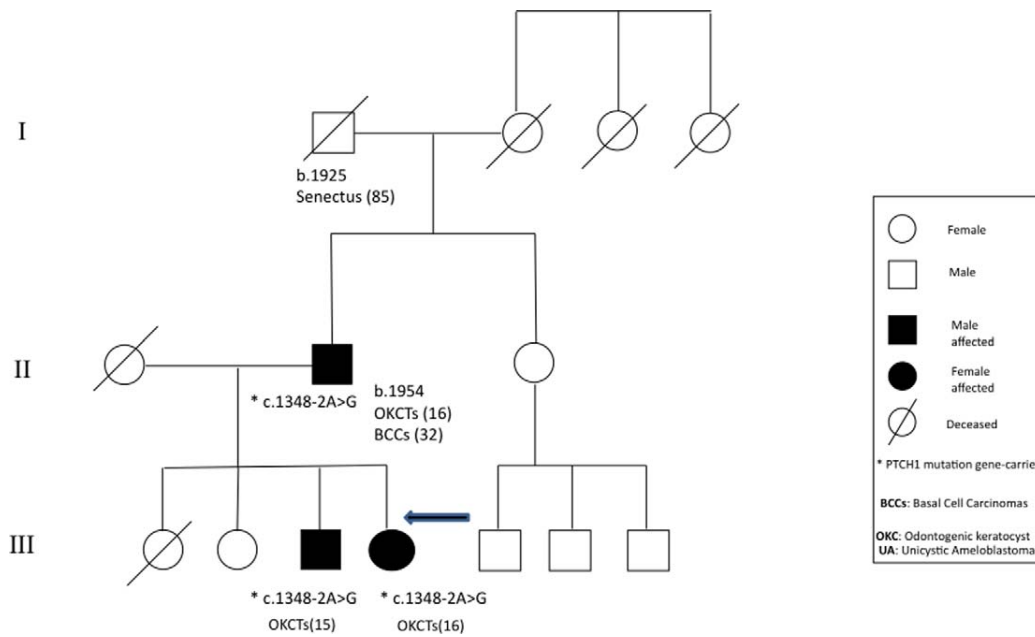 I
b.1925
Senectus (85)
II
* c.1348-2A>G
b.1954
OKCTs (16)
BCCs (32)
III
* c.1348-2A>G
OKCTs(15)
* c.1348-2A>G
OKCTs(16)
Female
Male
Male
affected
Female
affected
Deceased
* PTCH1 mutation gene-carrie
BCCs: Basal Cell Carcinomas
OKC: Odontogenic keratocyst
UA: Unicystic Ameloblastoma